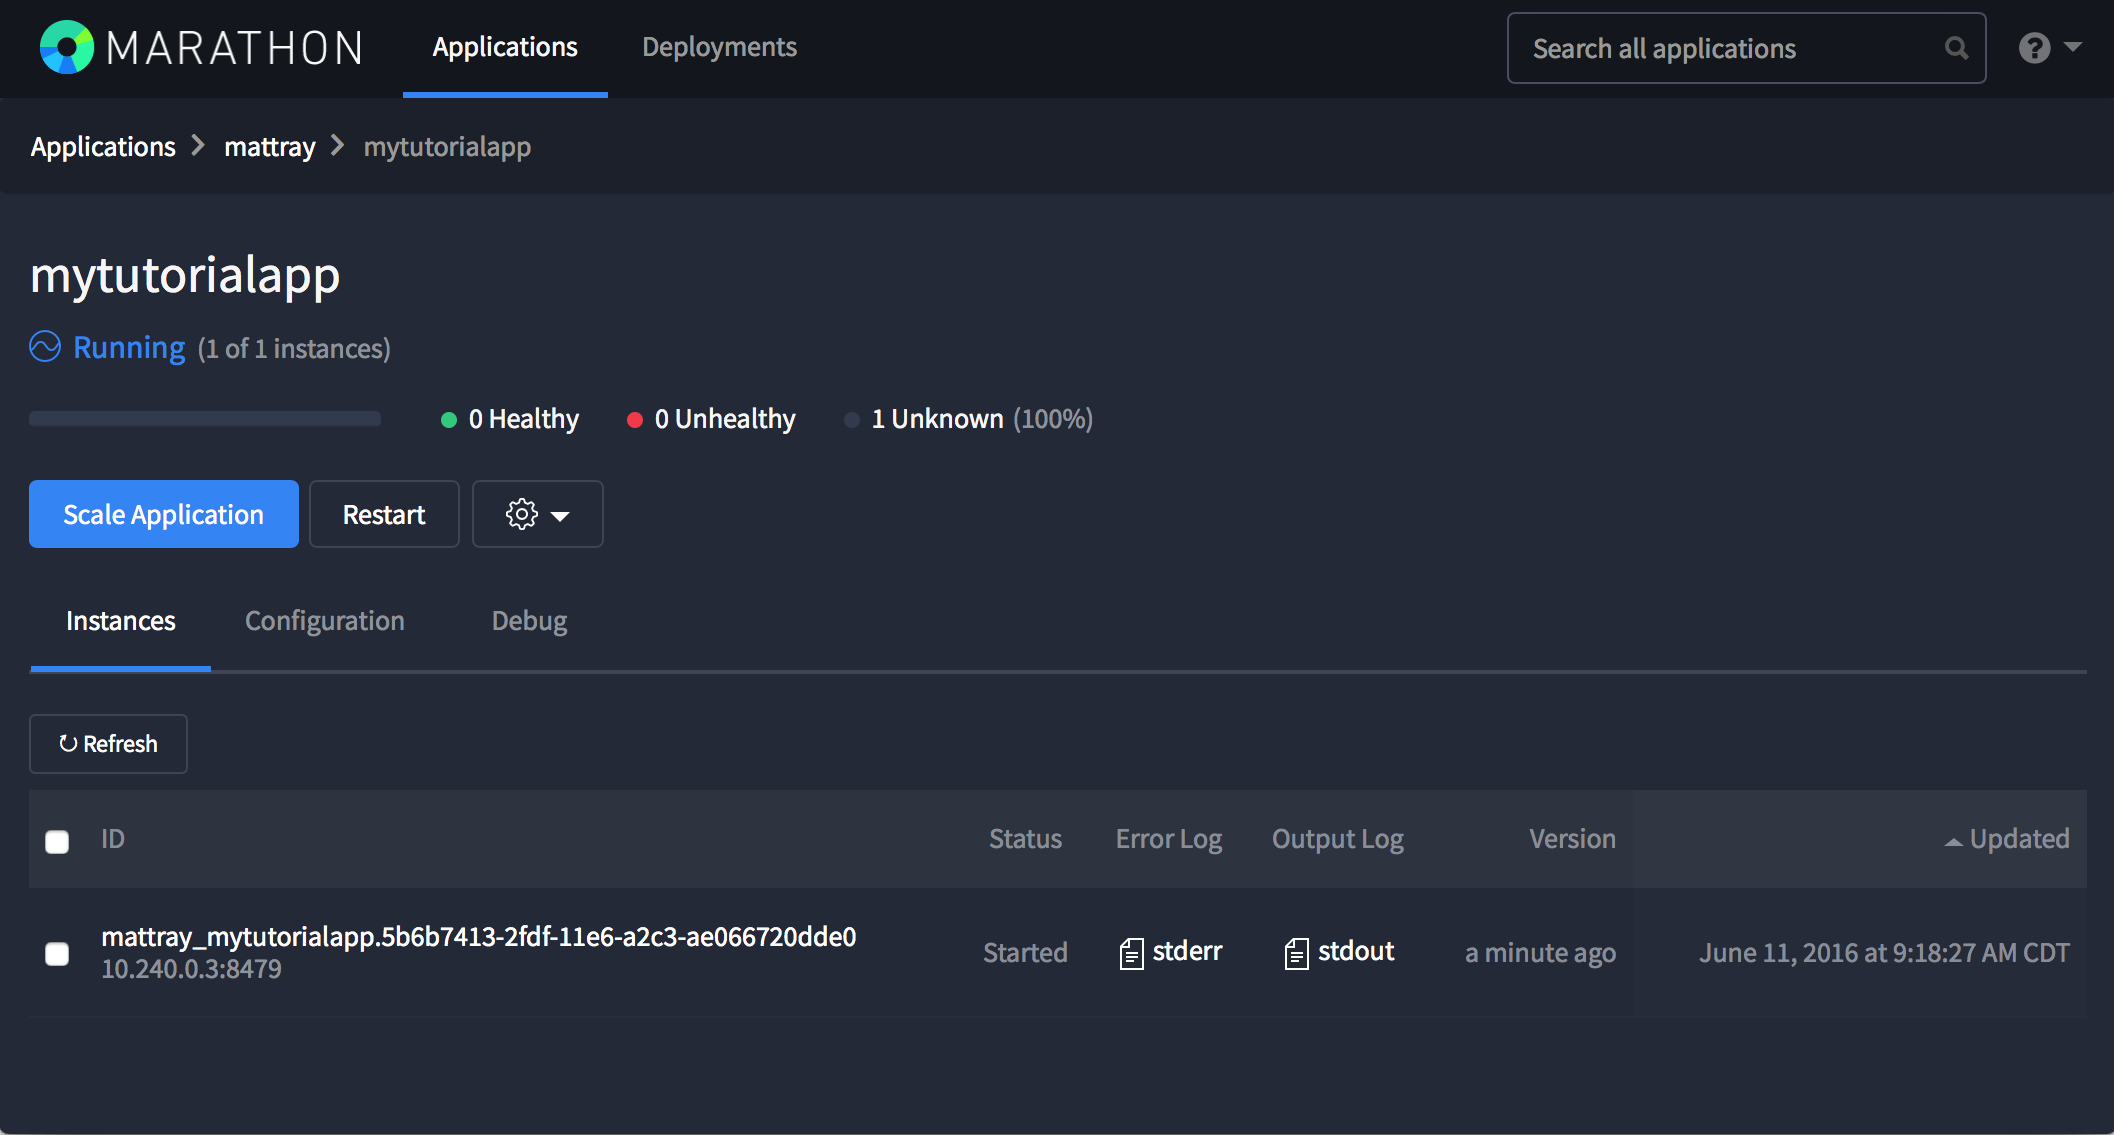 MARATHON Applications Deployments Search all applications ?
Applications mattray mytutorialapp
mytutorialapp
Running (1 of 1 instances)
0 Healthy 0 Unhealthy 1 Unknown (100%)
Scale Application Restart
Instances Configuration Debug
Refresh
ID Status Error Log Output Log Version Updated
mattray_mytutorialapp.5b6b7413-2fdf-11e6-a2c3-ae066720dde0
10.240.0.3:8479
Started stderr stdout a minute ago June 11, 2016 at 9:18:27 AM CDT